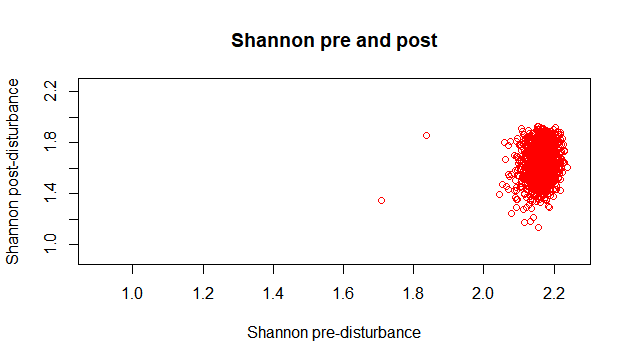 Shannon pre and post
Shannon post-disturbance
2.2
1.8
1.4
1.0
1.0 1.2 1.4 1.6 1.8 2.0 2.2
Shannon pre-disturbance